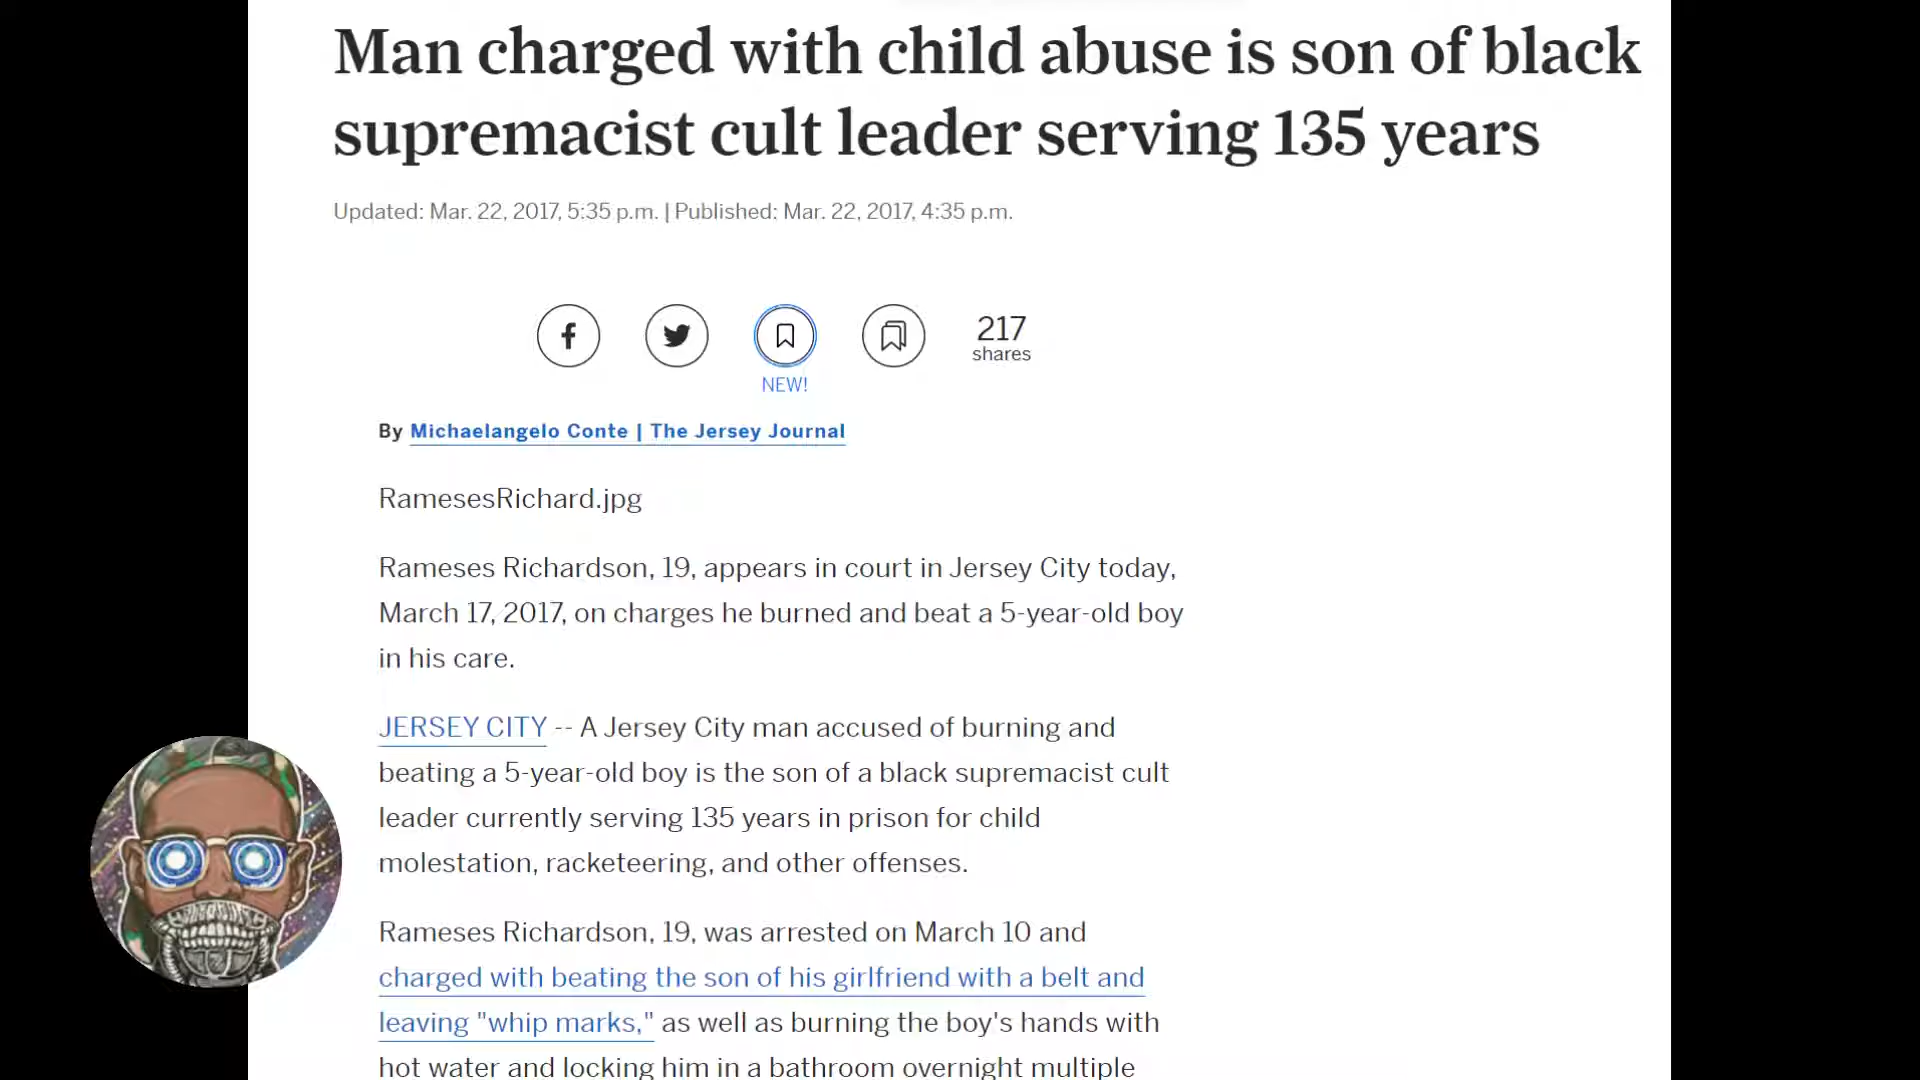 Man charged with child abuse is son of black
supremacist cult leader serving 135 years
Updated: Mar. 22, 2017, 5:35 p.m. | Published: Mar. 22, 2017, 4:35 p.m.
217
shares
NEW!
By Michaelangelo Conte | The Jersey Journal
RamesesRichard.jpg
Rameses Richardson, 19, appears in court in Jersey City today,
March 17, 2017, on charges he burned and beat a 5-year-old boy
in his care.
JERSEY CITY -- A Jersey City man accused of burning and
beating a 5-year-old boy is the son of a black supremacist cult
leader currently serving 135 years in prison for child
molestation, racketeering, and other offenses.
Rameses Richardson, 19, was arrested on March 10 and
charged with beating the son of his girlfriend with a belt and
leaving "whip marks," as well as burning the boy's hands with
hot water and locking him in a bathroom overnight multiple